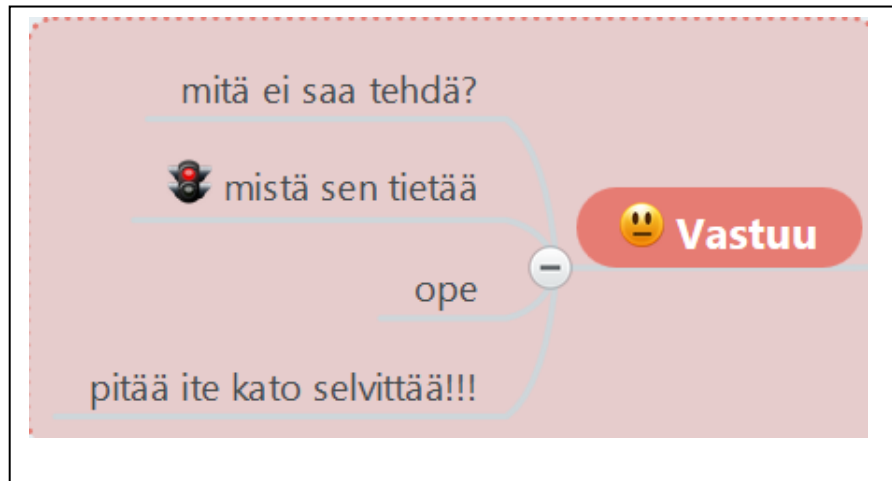 mitä ei saa tehdä?
mistä sen tietää
Vastuu
ope
pitää ite kato selvittää!!!